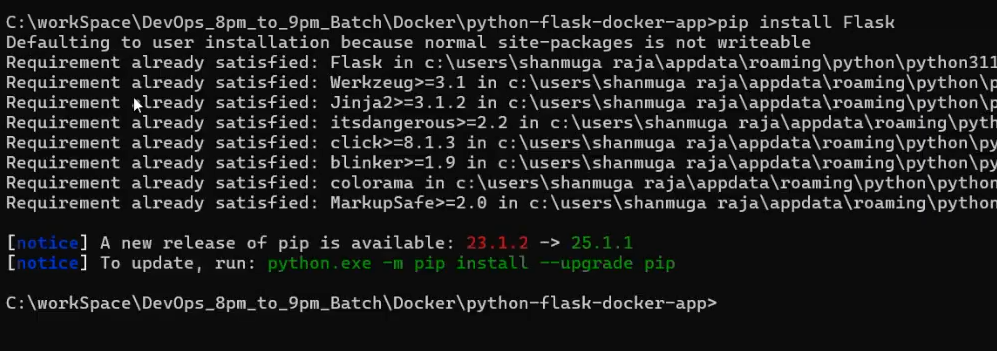 C:\workSpace\DevOps_8pm_to_9pm_Batch\Docker\python-flask-docker-app>pip install Flask
Defaulting to user installation because normal site-packages is not writeable
Requirement already satisfied: Flask in c:\users\shanmuga raja\appdata\roaming\python\python311
Requirement already satisfied: Werkzeug>=3.1 in c:\users\shanmuga raja\appdata\roaming\python\p
Requirement already satisfied: Jinja2>=3.1.2 in c:\users\shanmuga raja\appdata\roaming\python\p
Requirement already satisfied: itsdangerous>=2.2 in c:\users\shanmuga raja\appdata\roaming\pyth
Requirement already satisfied: click>=8.1.3 in c:\users\shanmuga raja\appdata\roaming\python\py
Requirement already satisfied: blinker>=1.9 in c:\users\shanmuga raja\appdata\roaming\python\py
Requirement already satisfied: colorama in c:\users\shanmuga raja\appdata\roaming\python\python
Requirement already satisfied: MarkupSafe>=2.0 in c:\users\shanmuga raja\appdata\roaming\python
[notice] A new release of pip is available: 23.1.2 -> 25.1.1
[notice] To update, run: python.exe -m pip install --upgrade pip
C:\workSpace\DevOps_8pm_to_9pm_Batch\Docker\python-flask-docker-app>